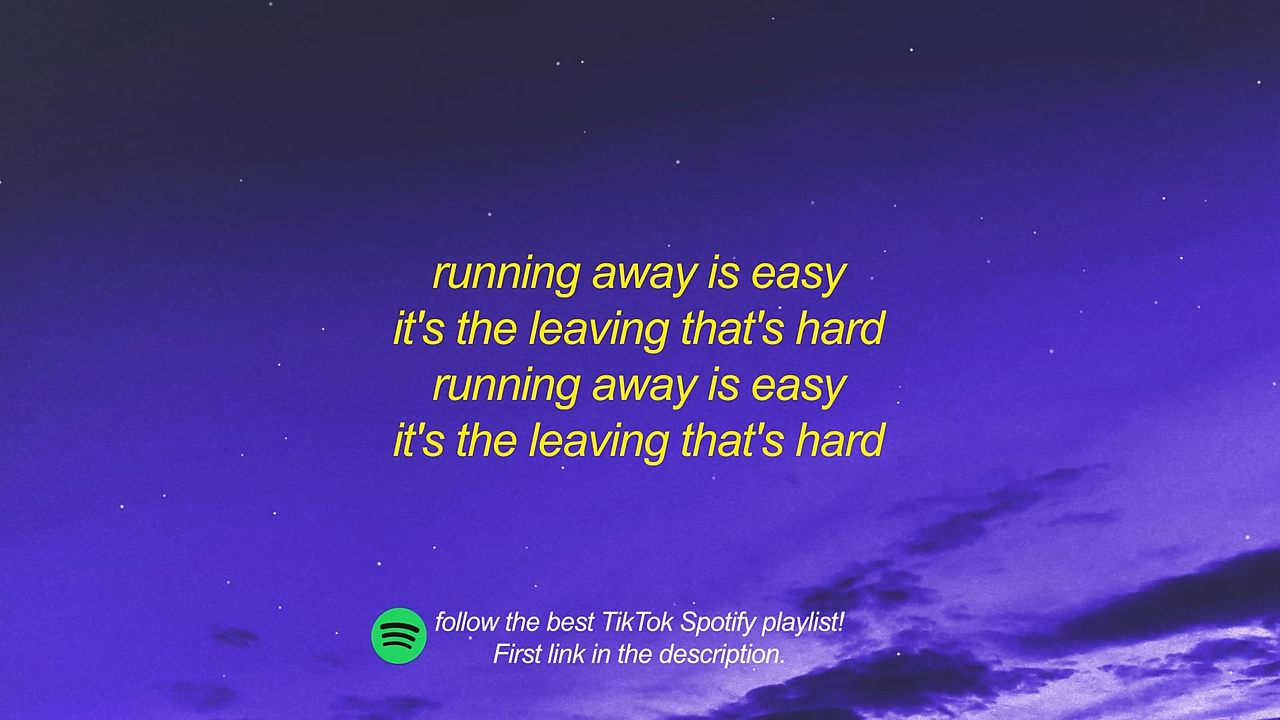 running away is easy
it's the leaving that's hard
running away is easy
it's the leaving that's hard
follow the best TikTok Spotify playlist!
First link in the description.